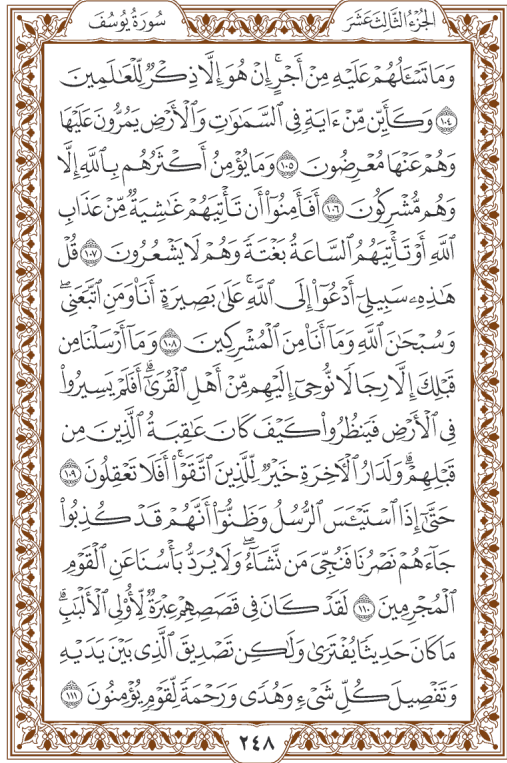 الجزء الثالث عشر
سورة يوسف
وَمَا تَسْـَٔلُهُمْ عَلَيْهِ مِنْ أَجْرٍ ۚ إِنْ هُوَ إِلَّا ذِكْرٌ لِّلْعَـٰلَمِينَ
١٠٤ وَكَأَيِّن مِّنْ ءَايَةٍ فِى ٱلسَّمَـٰوَٰتِ وَٱلْأَرْضِ يَمُرُّونَ عَلَيْهَا
وَهُمْ عَنْهَا مُعْرِضُونَ ١٠٥ وَمَا يُؤْمِنُ أَكْثَرُهُم بِٱللَّهِ إِلَّا
وَهُم مُّشْرِكُونَ ١٠٦ أَفَأَمِنُوٓا۟ أَن تَأْتِيَهُمْ غَـٰشِيَةٌ مِّنْ عَذَابِ
ٱللَّهِ أَوْ تَأْتِيَهُمُ ٱلسَّاعَةُ بَغْتَةً وَهُمْ لَا يَشْعُرُونَ ١٠٧ قُلْ
هَـٰذِهِۦ سَبِيلِىٓ أَدْعُوٓا۟ إِلَى ٱللَّهِ ۚ عَلَىٰ بَصِيرَةٍ أَنَا۠ وَمَنِ ٱتَّبَعَنِى ۖ
وَسُبْحَـٰنَ ٱللَّهِ وَمَآ أَنَا۠ مِنَ ٱلْمُشْرِكِينَ ١٠٨ وَمَآ أَرْسَلْنَا مِن
قَبْلِكَ إِلَّا رِجَالًا نُّوحِىٓ إِلَيْهِم مِّنْ أَهْلِ ٱلْقُرَىٰٓ ۗ أَفَلَمْ يَسِيرُوا۟
فِى ٱلْأَرْضِ فَيَنظُرُوا۟ كَيْفَ كَانَ عَـٰقِبَةُ ٱلَّذِينَ مِن
قَبْلِهِمْ ۗ وَلَدَارُ ٱلْـَٔاخِرَةِ خَيْرٌ لِّلَّذِينَ ٱتَّقَوْا۟ ۗ أَفَلَا تَعْقِلُونَ ١٠٩
حَتَّىٰٓ إِذَا ٱسْتَيْـَٔسَ ٱلرُّسُلُ وَظَنُّوٓا۟ أَنَّهُمْ قَدْ كُذِبُوا۟
جَآءَهُمْ نَصْرُنَا فَنُجِّىَ مَن نَّشَآءُ ۖ وَلَا يُرَدُّ بَأْسُنَا عَنِ ٱلْقَوْمِ
ٱلْمُجْرِمِينَ ١١٠ لَقَدْ كَانَ فِى قَصَصِهِمْ عِبْرَةٌ لِّأُو۟لِى ٱلْأَلْبَـٰبِ ۗ
مَا كَانَ حَدِيثًا يُفْتَرَىٰ وَلَـٰكِن تَصْدِيقَ ٱلَّذِى بَيْنَ يَدَيْهِ
وَتَفْصِيلَ كُلِّ شَىْءٍ وَهُدًى وَرَحْمَةً لِّقَوْمٍ يُؤْمِنُونَ ١١١
٢٤٨